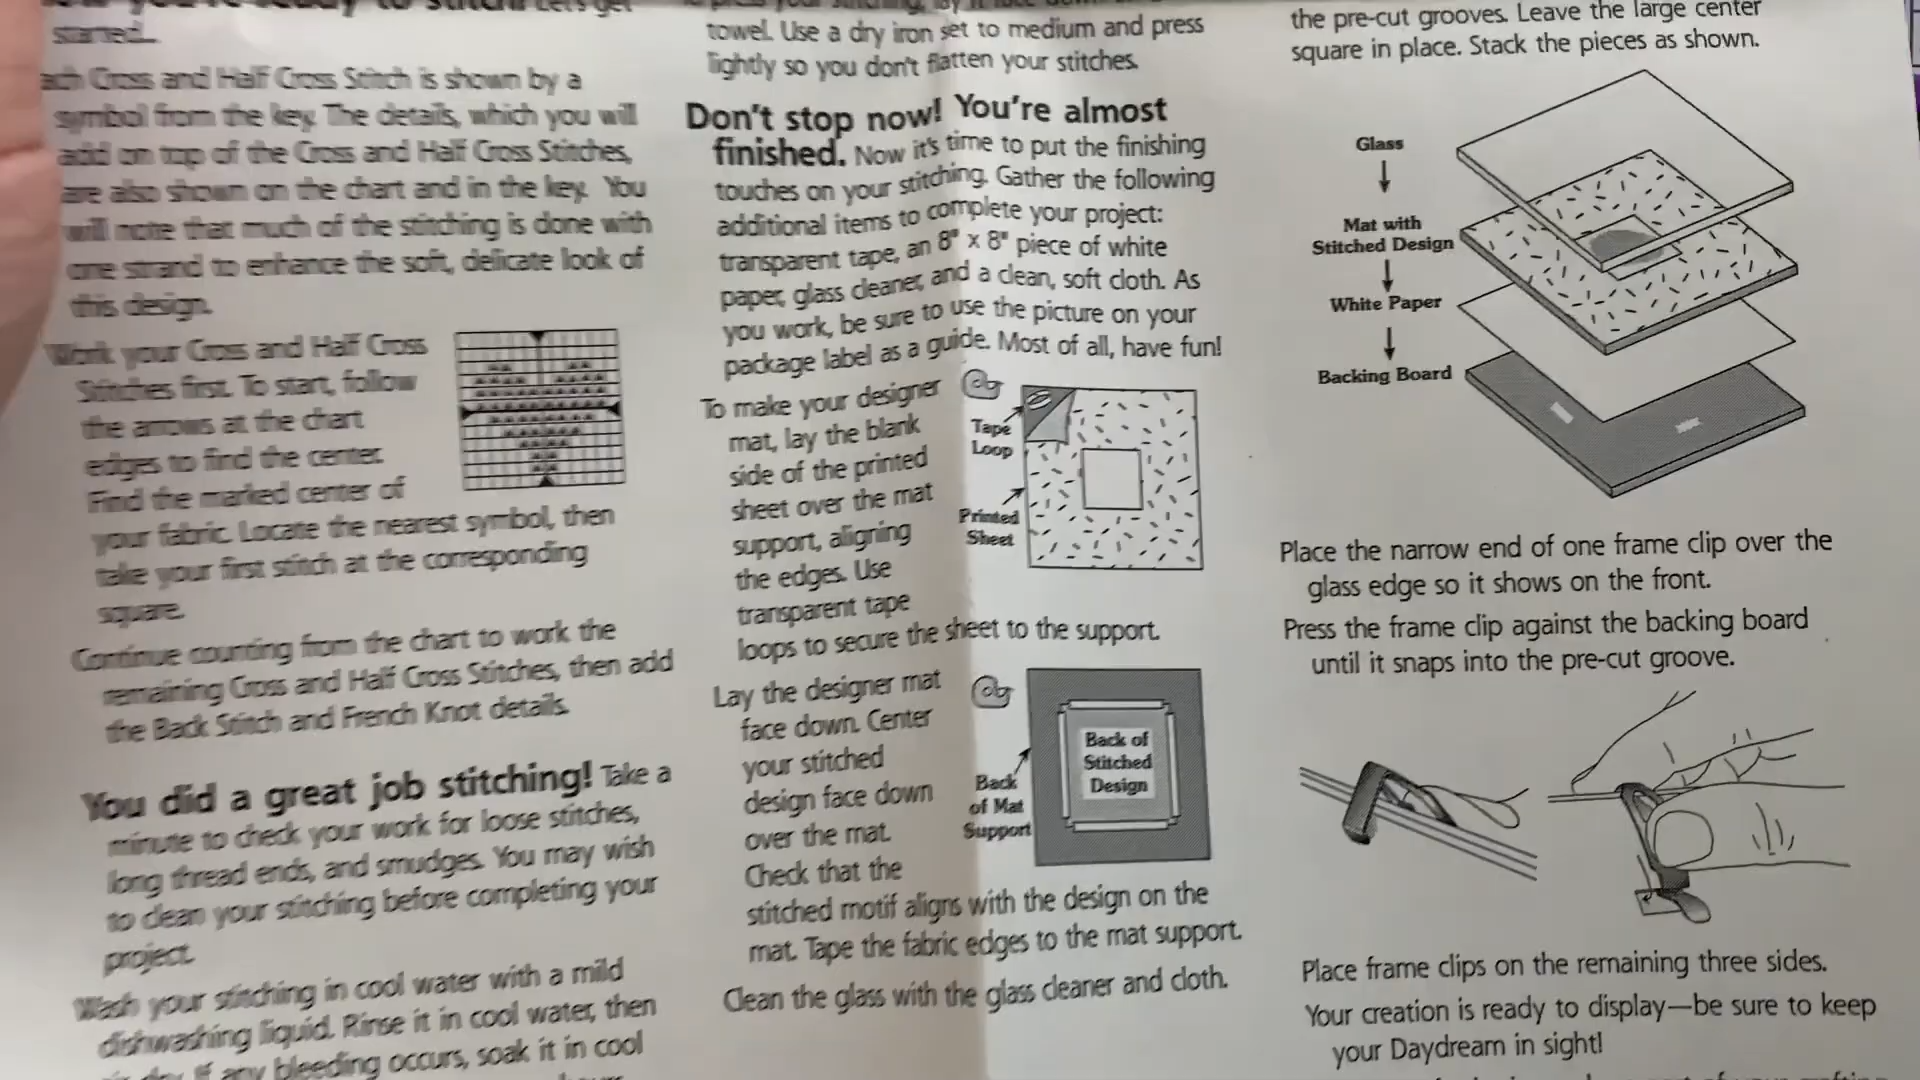 started...
ach Cross and Half Cross Stitch is shown by a
symbol from the key. The details, which you will
add on top of the Cross and Half Cross Stitches,
are also shown on the chart and in the key. You
will note that much of the stitching is done with
one strand to enhance the soft, delicate look of
this design.
Work your Cross and Half Cross
Stitches first. To start, follow
the arrows at the chart
edges to find the center.
Find the marked center of
your fabric. Locate the nearest symbol, then
take your first stitch at the corresponding
square.
Continue counting from the chart to work the
remaining Cross and Half Cross Stitches, then add
the Back Stitch and French Knot details.
You did a great job stitching! Take a
minute to check your work for loose stitches,
long thread ends, and smudges. You may wish
to clean your stitching before completing your
project.
Wash your stitching in cool water with a mild
dishwashing liquid. Rinse it in cool water, then
dry. If any bleeding occurs, soak it in cool
towel. Use a dry iron set to medium and press
lightly so you don't flatten your stitches.
Don't stop now! You're almost
finished. Now it's time to put the finishing
touches on your stitching. Gather the following
additional items to complete your project:
transparent tape, an 8" x 8" piece of white
paper, glass cleaner, and a clean, soft cloth. As
you work, be sure to use the picture on your
package label as a guide. Most of all, have fun!
To make your designer
mat, lay the blank
side of the printed
sheet over the mat
support, aligning
the edges. Use
transparent tape
loops to secure the sheet to the support.
Tape
Loop
Printed
Sheet
Lay the designer mat
face down. Center
your stitched
design face down
over the mat.
Check that the
stitched motif aligns with the design on the
mat. Tape the fabric edges to the mat support.
Back of
Stitched
Design
Back
of Mat
Support
Clean the glass with the glass cleaner and cloth.
the pre-cut grooves. Leave the large center
square in place. Stack the pieces as shown.
Glass
Mat with
Stitched Design
White Paper
Backing Board
Place the narrow end of one frame clip over the
glass edge so it shows on the front.
Press the frame clip against the backing board
until it snaps into the pre-cut groove.
Place frame clips on the remaining three sides.
Your creation is ready to display—be sure to keep
your Daydream in sight!